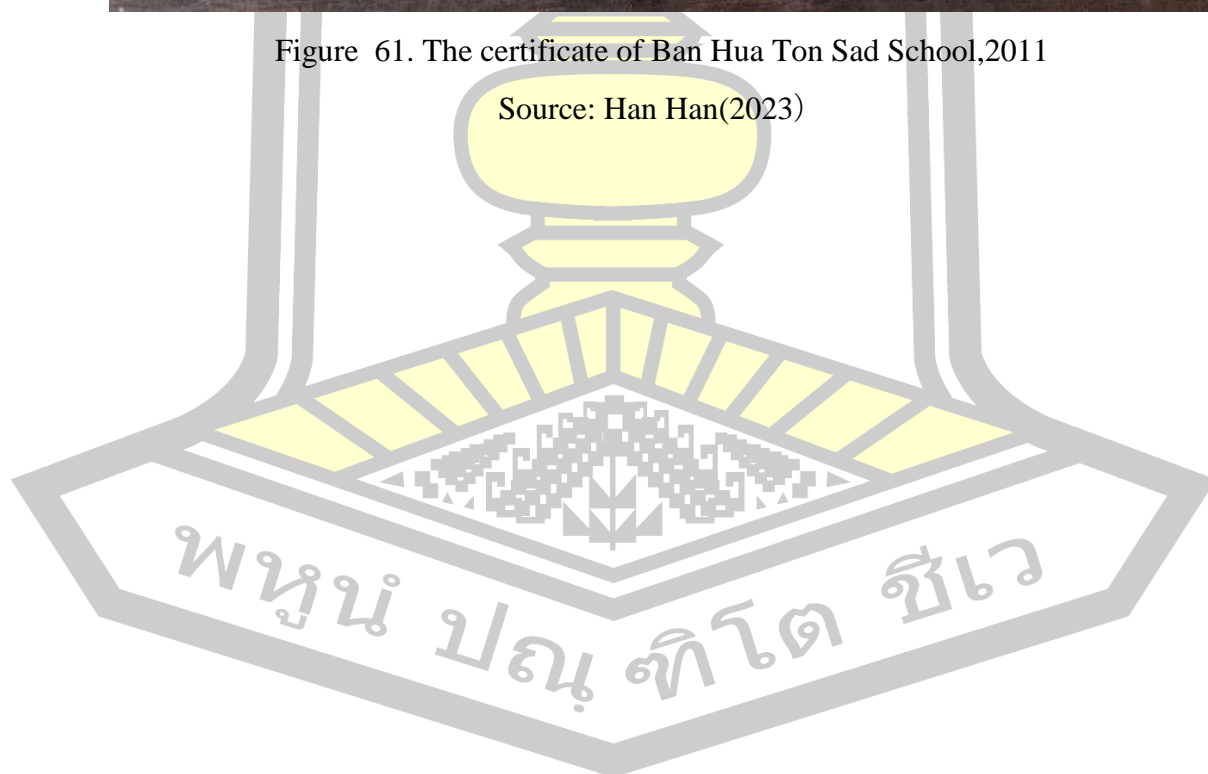 Figure  61. The certificate of Ban Hua Ton Sad School,2011
Source: Han Han(2023）
พหูนํ ปณฺฑิโต ชีเว